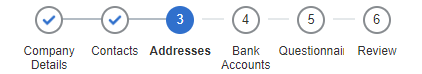 3 4 5 6
Company Details
Contacts
Addresses
Bank Accounts
Questionnai
Review